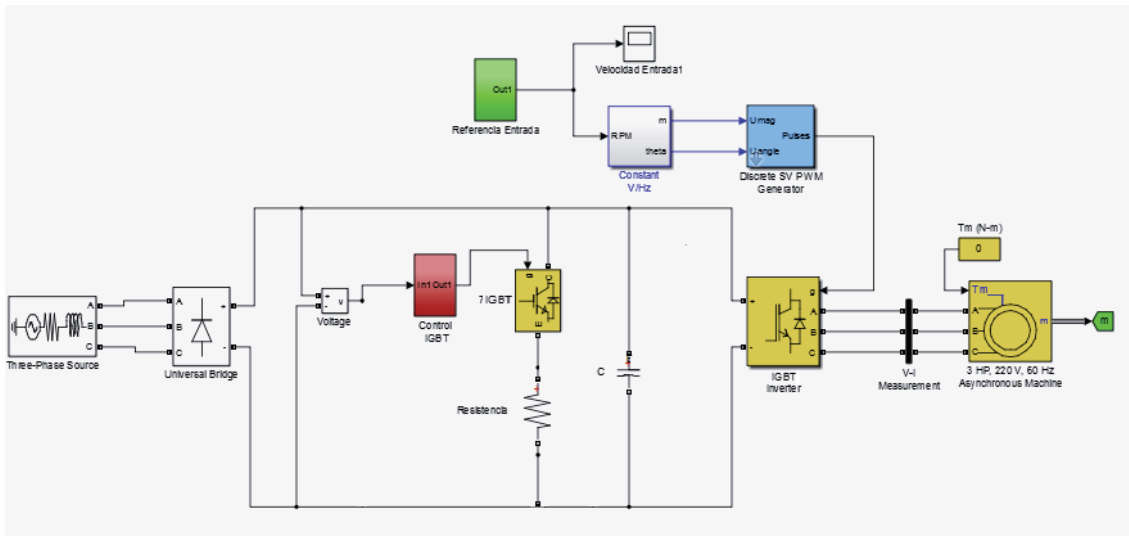 Velocidad Entrada1
Out1
Referencia Entrada
RPM
m
theta
Constant
V/Hz
Umag
Pulses
Uangle
Discrete SV PWM
Generator
Tm (N-m)
0
A
B
C
Three-Phase Source
A
B
C
+
-
Universal Bridge
+
-
v
Voltage
In1 Out1
Control
IGBT
g
C
E
7 IGBT
+
Resistencia
+
C
g
+
-
A
B
C
IGBT
Inverter
V-I
Measurement
Tm
A
B
C
m
3 HP, 220 V, 60 Hz
Asynchronous Machine
m